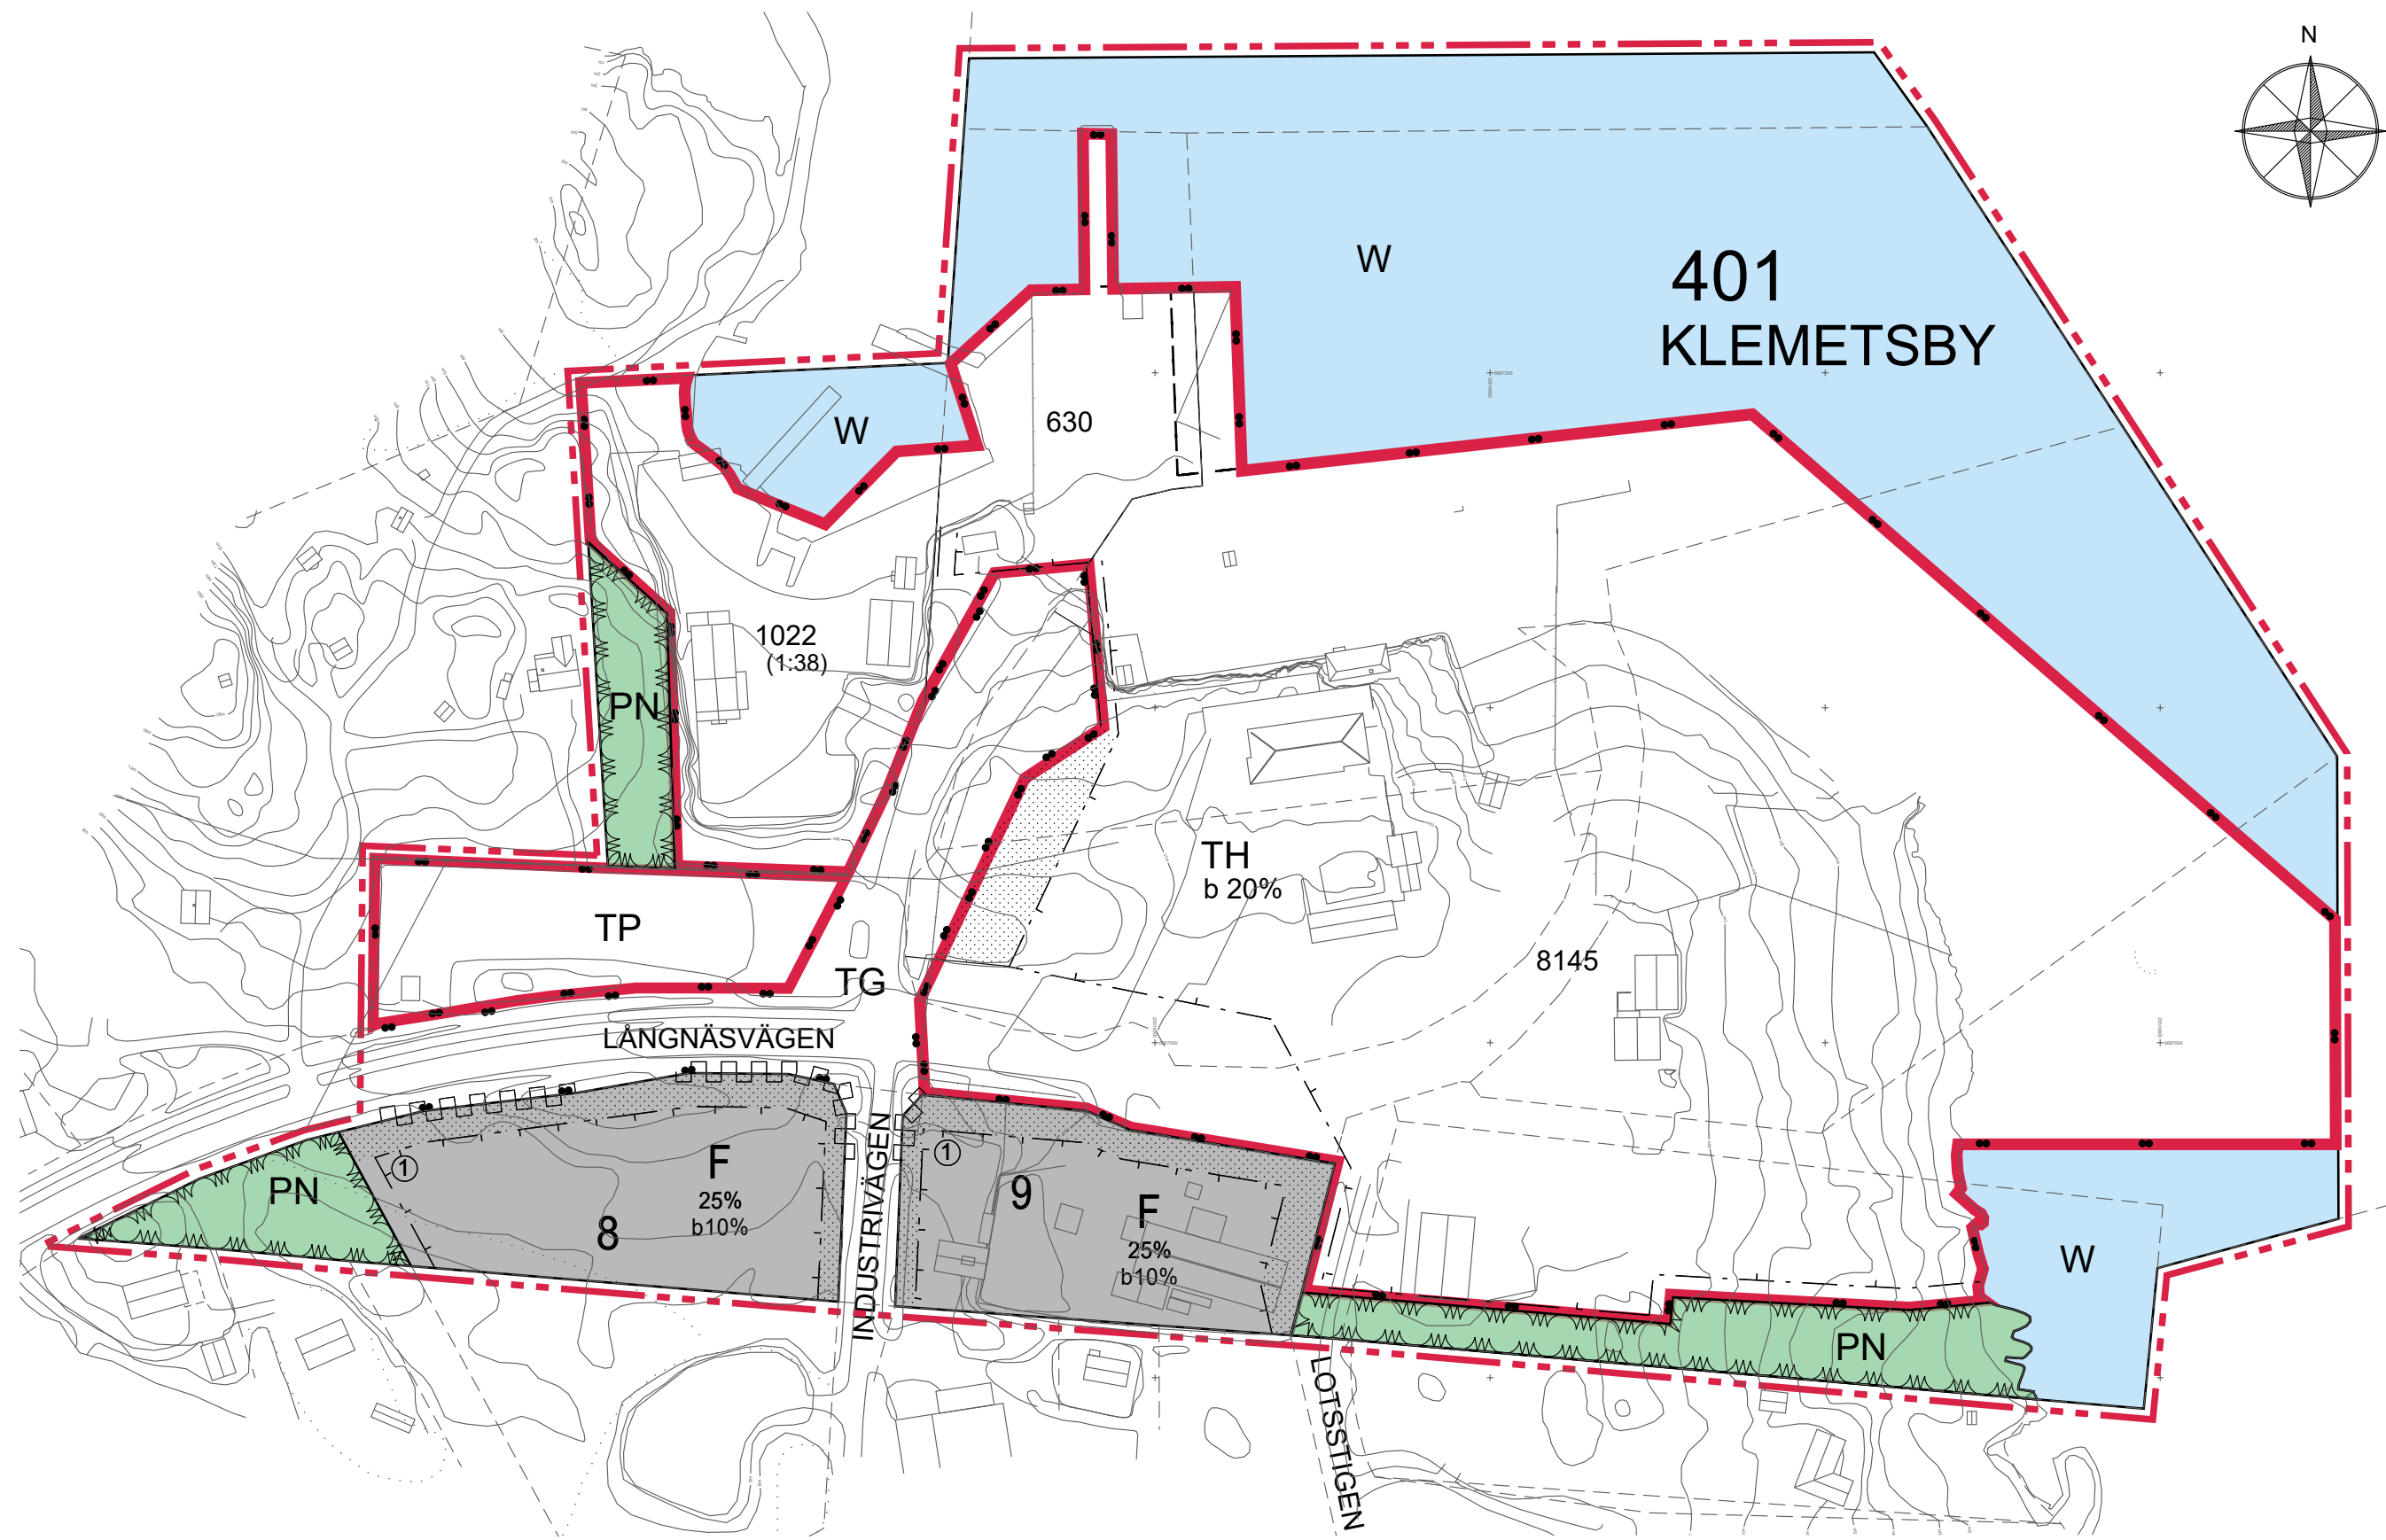 N
W
401
KLEMETSBY
W
630
1022
(1:38)
PN
TH
b 20%
TP
8145
TG
LÅNGNÄSVÄGEN
INDUSTRIVÄGEN
1
F
25%
b10%
8
PN
1
9
F
25%
b10%
W
PN
LOTSSTIGEN